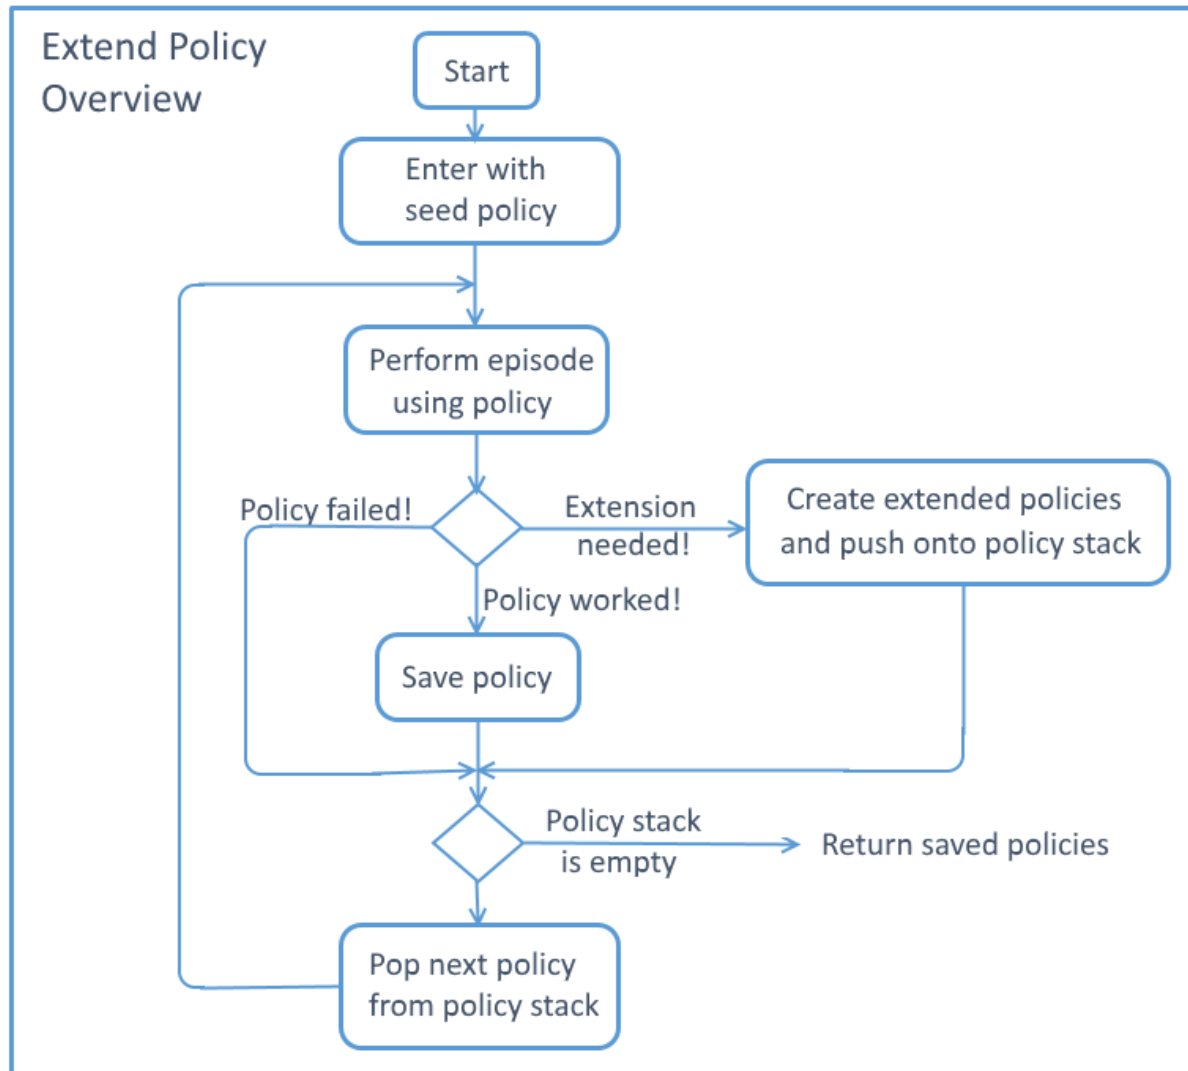 Extend Policy
Overview
Start
Enter with
seed policy
Perform episode
using policy
Policy failed!
Extension
needed!
Create extended policies
and push onto policy stack
Policy worked!
Save policy
Policy stack
is empty
Return saved policies
Pop next policy
from policy stack